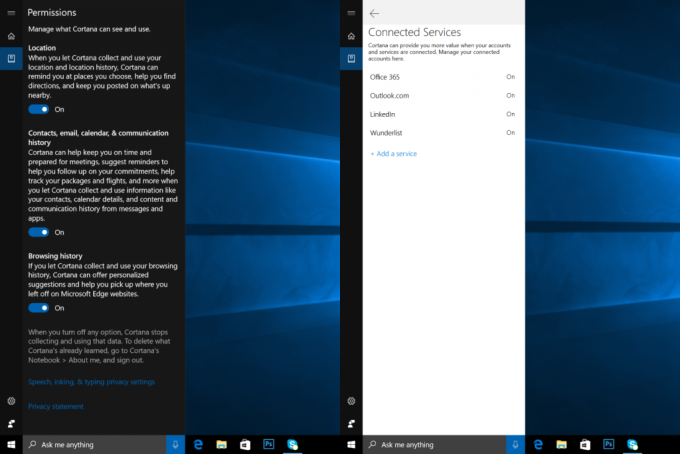 Permissions
Manage what Cortana can see and use.
Location
When you let Cortana collect and use your
location and location history, Cortana can
remind you at places you choose, help you find
directions, and keep you posted on what's up
nearby.
On
Contacts, email, calendar, & communication
history
Cortana can help keep you on time and
prepared for meetings, suggest reminders to
help you follow up on your commitments, help
track your packages and flights, and more when
you let Cortana collect and use information like
your contacts, calendar details, and content and
communication history from messages and
apps.
On
Browsing history
If you let Cortana collect and use your browsing
history, Cortana can offer personalized
suggestions and help you pick up where you
left off on Microsoft Edge websites.
On
When you turn off any option, Cortana stops
collecting and using that data. To delete what
Cortana's already learned, go to Cortana's
Notebook > About me, and sign out.
Speech, inking, & typing privacy settings
Privacy statement
Ask me anything
Ps
Connected Services
Cortana can provide you more value when your accounts
and services are connected. Manage your connected
accounts here.
Office 365 On
Outlook.com On
LinkedIn On
Wunderlist On
+ Add a service
Ask me anything
Ps